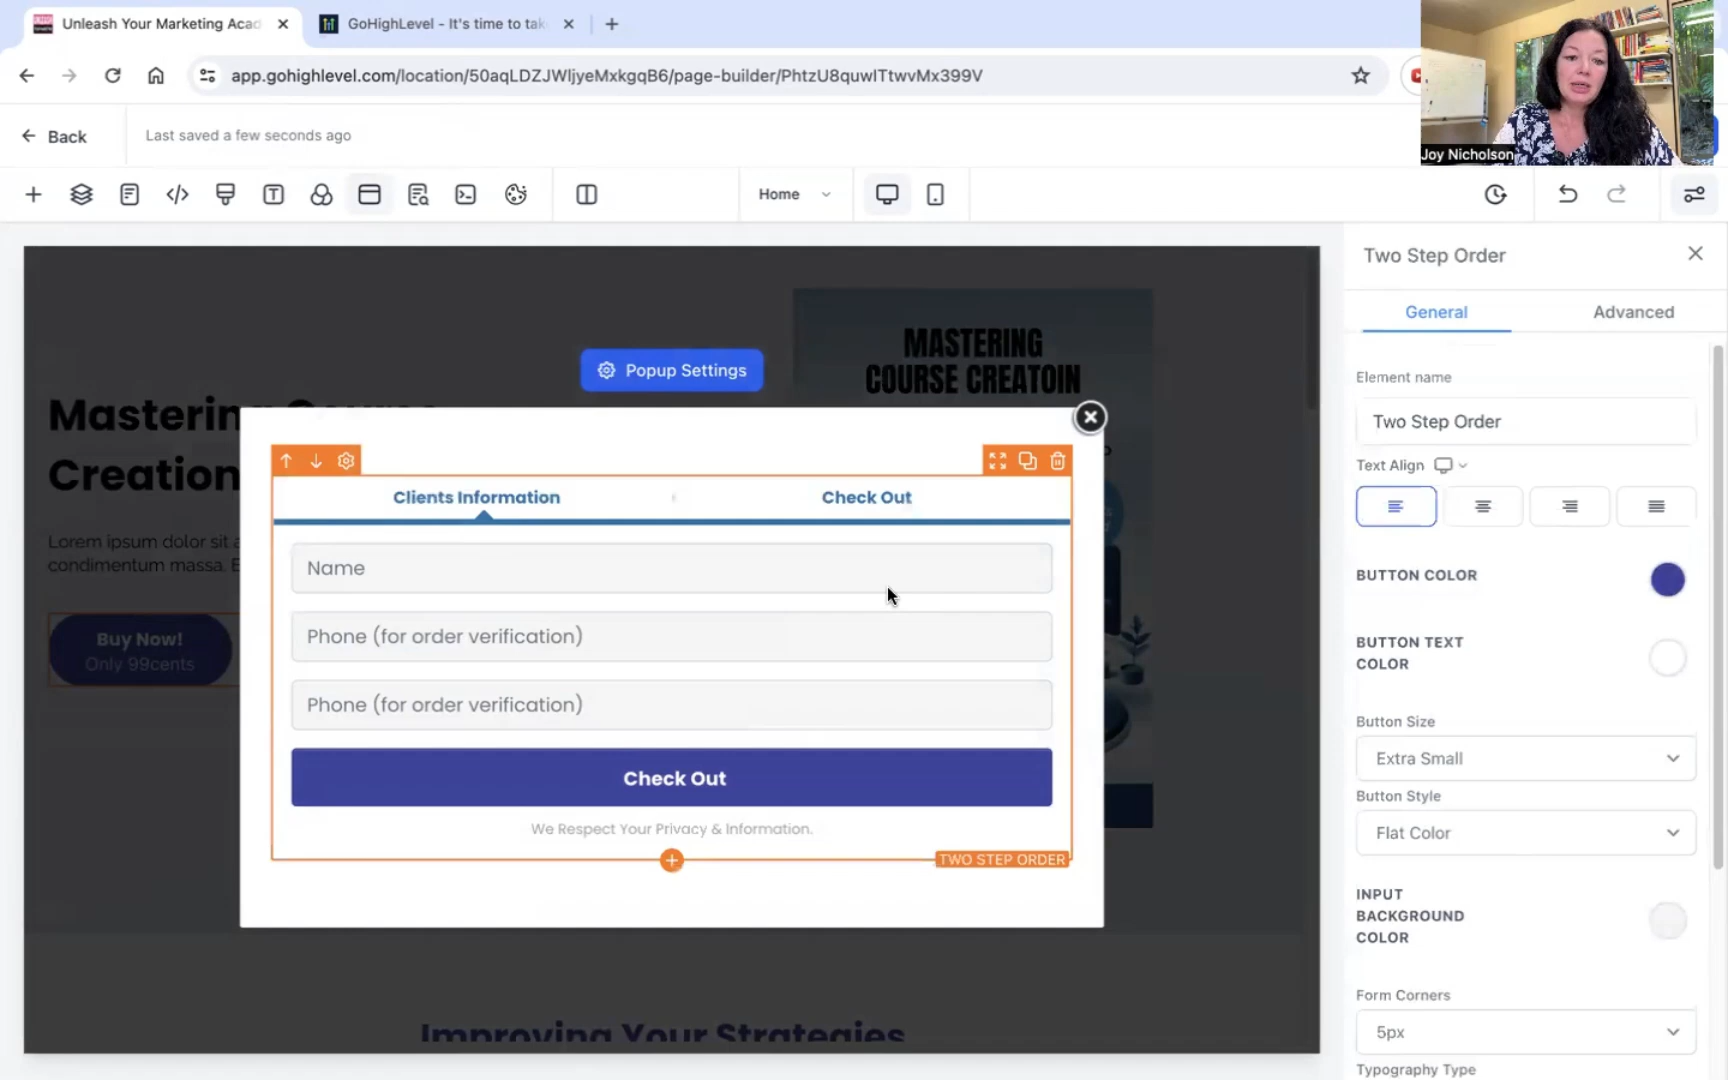 Unleash Your Marketing Acad
GoHighLevel - It's time to tak
app.gohighlevel.com/location/50aqLDZJWljyeMxkgqB6/page-builder/PhtzU8quwITtwvMx399V
Joy Nicholson
Back
Last saved a few seconds ago
Home
Two Step Order
General
Advanced
Element name
Two Step Order
Text Align
BUTTON COLOR
BUTTON TEXT
COLOR
Button Size
Extra Small
Button Style
Flat Color
INPUT
BACKGROUND
COLOR
Form Corners
5px
Typography Type
MASTERING
COURSE CREATOIN
Popup Settings
Mastering Course
Creation
Lorem ipsum dolor sit a
condimentum massa. E
Buy Now!
Only 99cents
Clients Information
Check Out
Name
Phone (for order verification)
Phone (for order verification)
Check Out
We Respect Your Privacy & Information.
TWO STEP ORDER
Improving Your Strategies